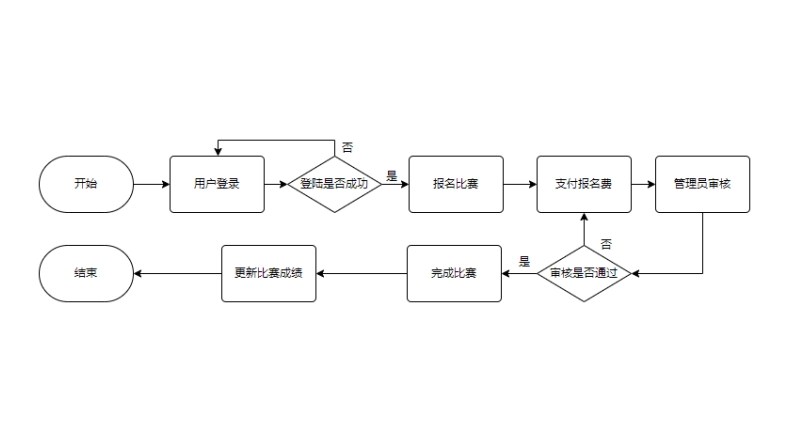 否
开始
用户登录
登陆是否成功
是
报名比赛
支付报名费
管理员审核
否
结束
更新比赛成绩
完成比赛
是
审核是否通过